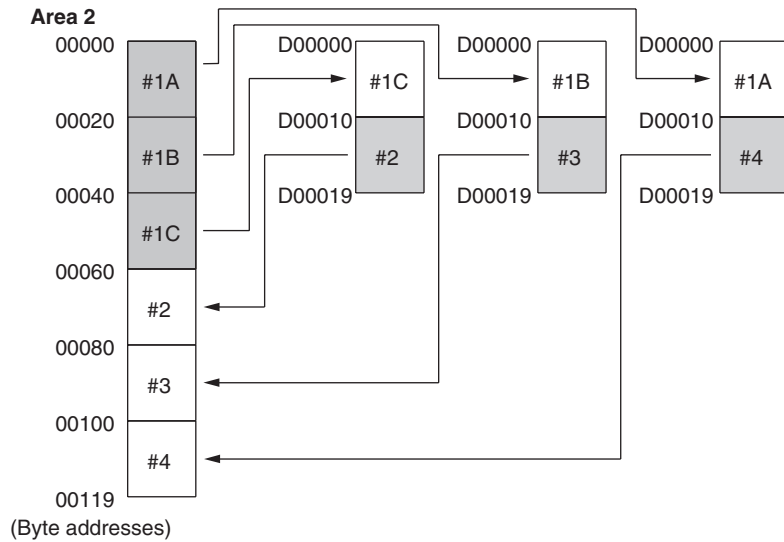 Area 2
00000
#1A
00020
#1B
00040
#1C
00060
#2
00080
#3
00100
#4
00119
(Byte addresses)
D00000
#1C
D00010
#2
D00019
D00000
#1B
D00010
#3
D00019
D00000
#1A
D00010
#4
D00019